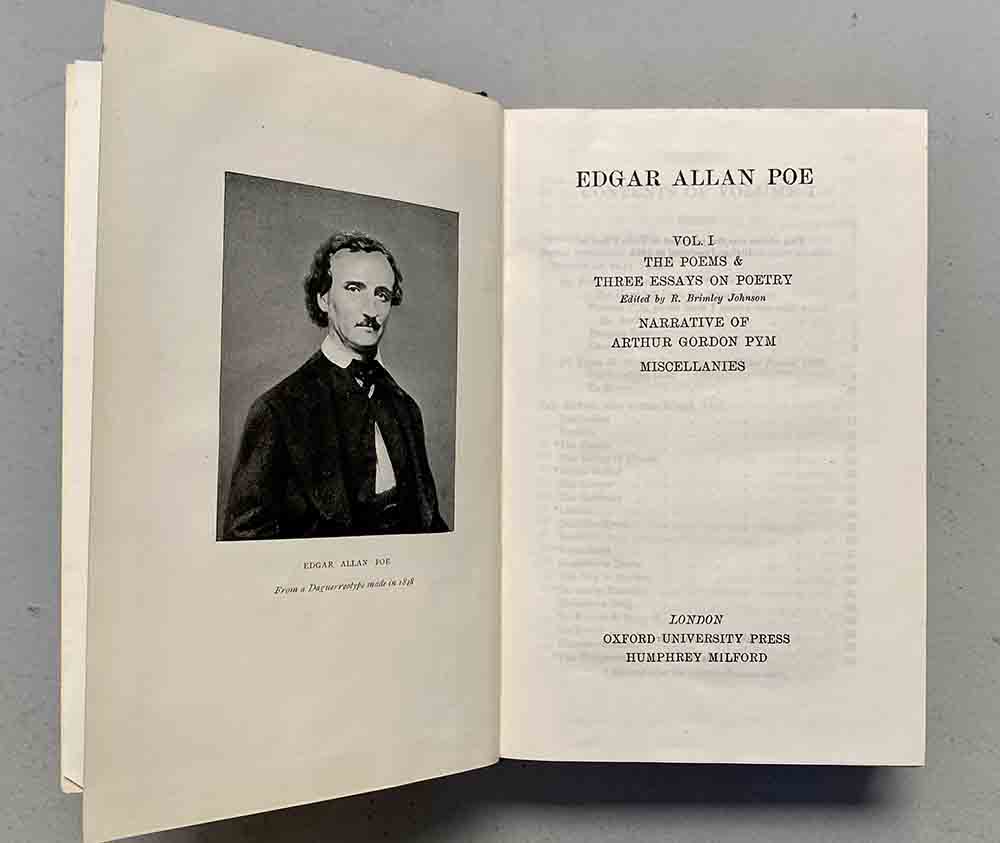 EDGAR ALLAN POE
From a Daguerreotype made in 1848
EDGAR ALLAN POE
VOL. I
THE POEMS &
THREE ESSAYS ON POETRY
Edited by R. Brimley Johnson
NARRATIVE OF
ARTHUR GORDON PYM
MISCELLANIES
LONDON
OXFORD UNIVERSITY PRESS
HUMPHREY MILFORD